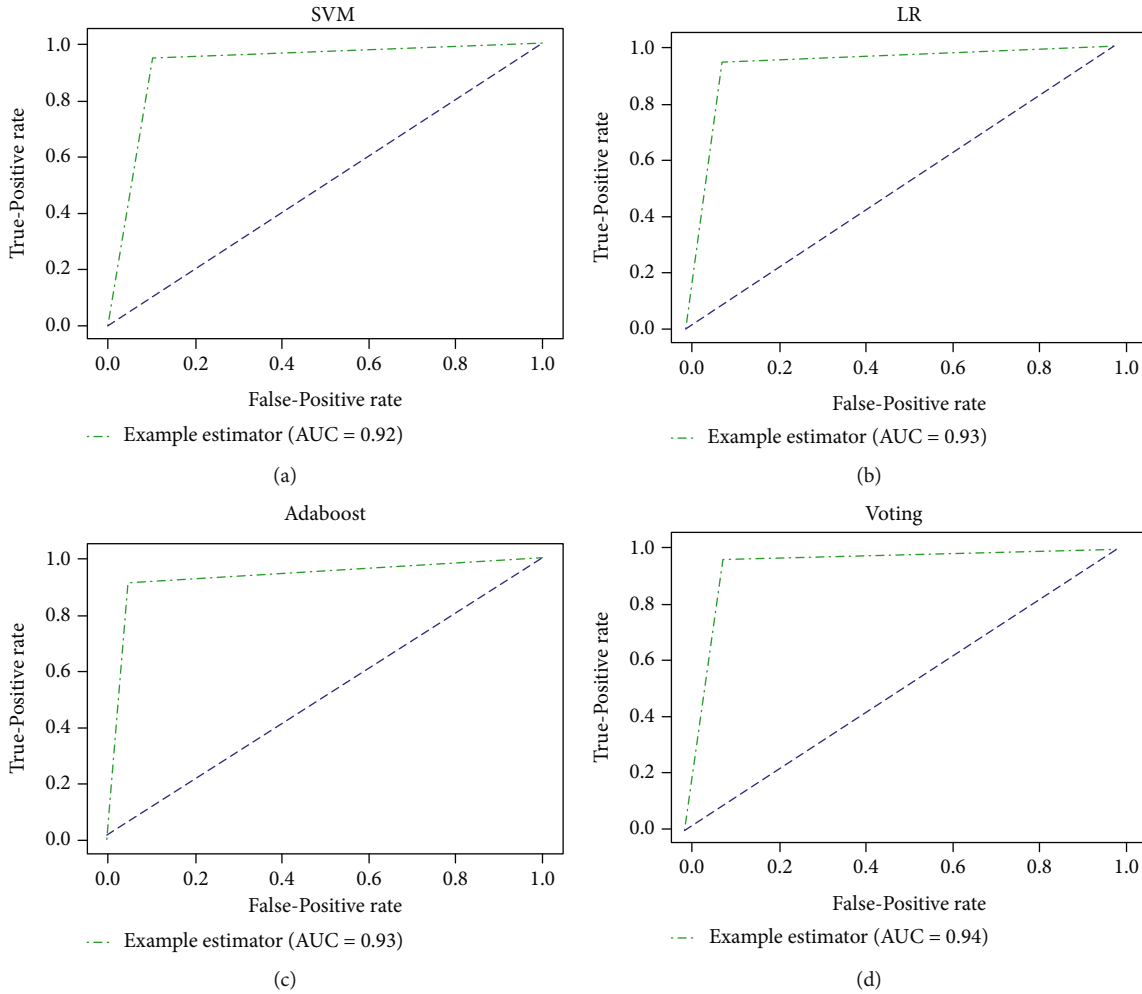 SVM
1.0
0.8
0.6
0.4
0.2
0.0
True-Positive rate
0.0 0.2 0.4 0.6 0.8 1.0
False-Positive rate
Example estimator (AUC = 0.92)
(a)
LR
1.0
0.8
0.6
0.4
0.2
0.0
True-Positive rate
0.0 0.2 0.4 0.6 0.8 1.0
False-Positive rate
Example estimator (AUC = 0.93)
(b)
Adaboost
1.0
0.8
0.6
0.4
0.2
0.0
True-Positive rate
0.0 0.2 0.4 0.6 0.8 1.0
False-Positive rate
Example estimator (AUC = 0.93)
(c)
Voting
1.0
0.8
0.6
0.4
0.2
0.0
True-Positive rate
0.0 0.2 0.4 0.6 0.8 1.0
False-Positive rate
Example estimator (AUC = 0.94)
(d)